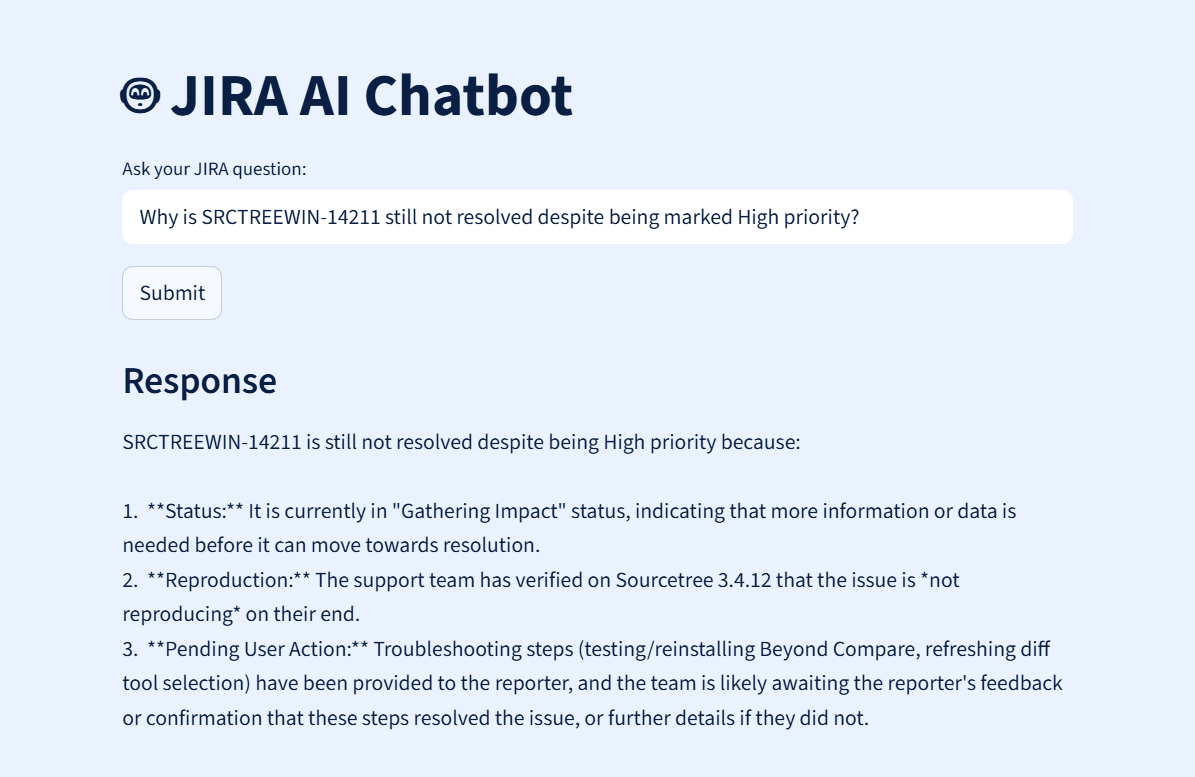 JIRA AI Chatbot
Ask your JIRA question:
Why is SRCTREEWIN-14211 still not resolved despite being marked High priority?
Submit
Response
SRCTREEWIN-14211 is still not resolved despite being High priority because:
1.  **Status:** It is currently in "Gathering Impact" status, indicating that more information or data is
needed before it can move towards resolution.
2.  **Reproduction:** The support team has verified on Sourcetree 3.4.12 that the issue is *not
reproducing* on their end.
3.  **Pending User Action:** Troubleshooting steps (testing/reinstalling Beyond Compare, refreshing diff
tool selection) have been provided to the reporter, and the team is likely awaiting the reporter's feedback
or confirmation that these steps resolved the issue, or further details if they did not.